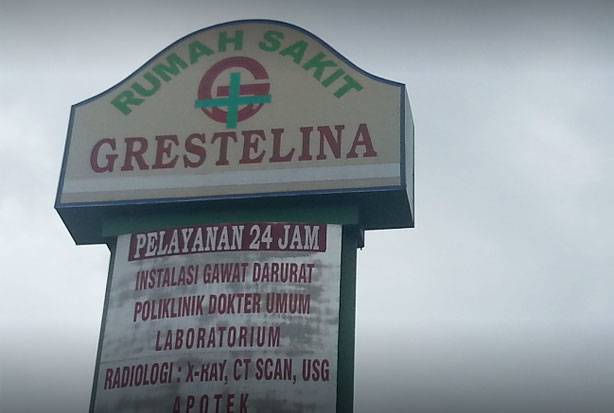 RUMAH SAKIT
G
GRESTELINA
PELAYANAN 24 JAM
INSTALASI GAWAT DARURAT
POLIKLINIK DOKTER UMUM
LABORATORIUM
RADIOLOGI : X-RAY, CT SCAN, USG
APOTEK